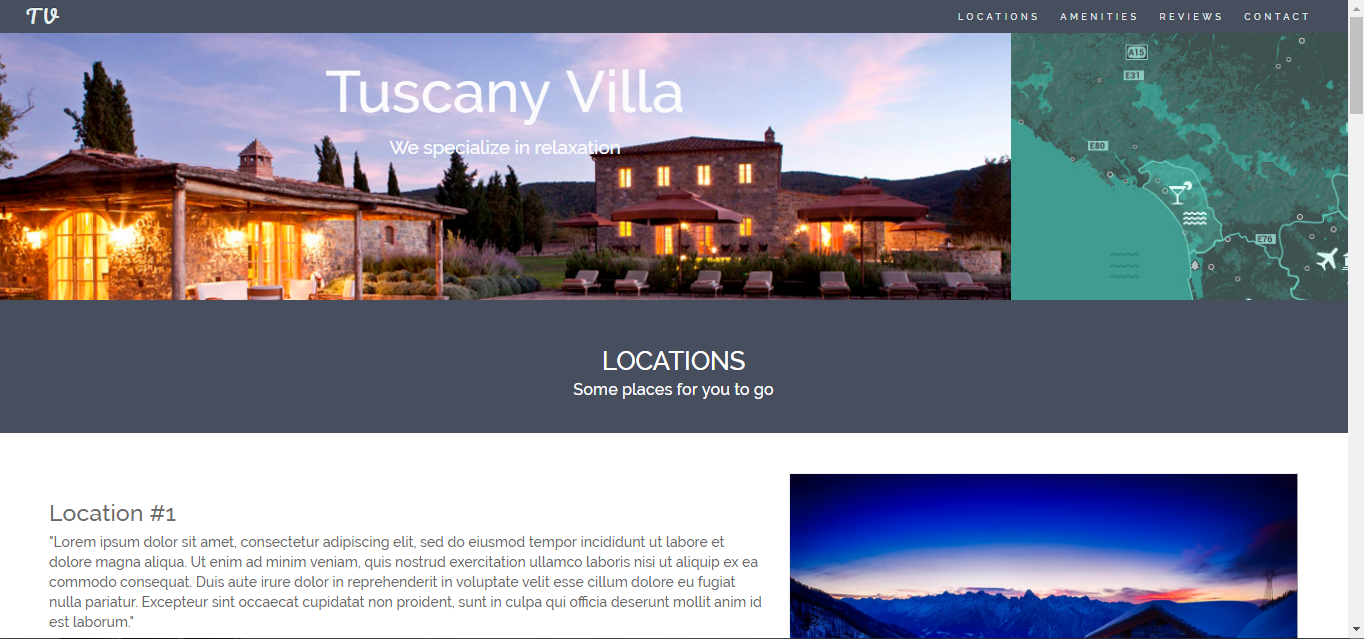 TV
LOCATIONS AMENITIES REVIEWS CONTACT
Tuscany Villa
We specialize in relaxation
A15
E31
E80
E76
LOCATIONS
Some places for you to go
Location #1
"Lorem ipsum dolor sit amet, consectetur adipiscing elit, sed do eiusmod tempor incididunt ut labore et
dolore magna aliqua. Ut enim ad minim veniam, quis nostrud exercitation ullamco laboris nisi ut aliquip ex ea
commodo consequat. Duis aute irure dolor in reprehenderit in voluptate velit esse cillum dolore eu fugiat
nulla pariatur. Excepteur sint occaecat cupidatat non proident, sunt in culpa qui officia deserunt mollit anim id
est laborum."